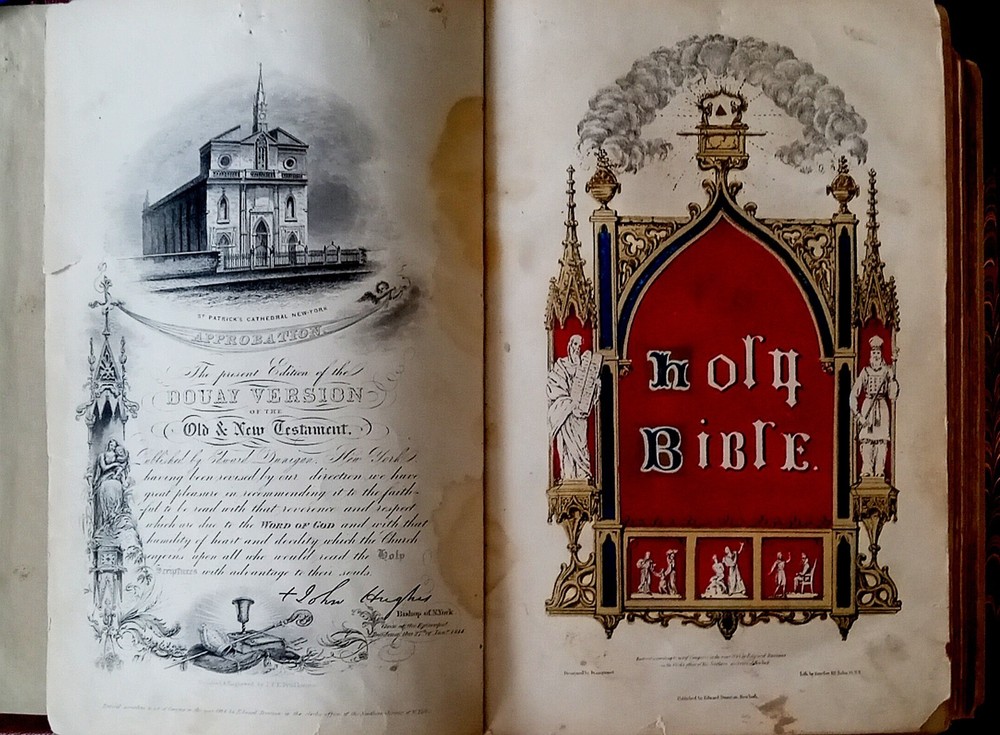 ST PATRICK'S CATHEDRAL NEW-YORK
APPROBATION.
The present Edition of the
DOUAY VERSION
OF THE
Old & New Testament,
Published by Edward Dunigan, New York,
having been revised by our direction we have
great pleasure in recommending it to the faith-
ful to be read with that reverence and respect
which are due to the WORD OF GOD and with that
humility of heart and docility which the Church
enjoins upon all who would read the Holy
Scriptures with advantage to their souls.
+ John Hughes
Bishop of N. York
Holy
Bible.
Published by Edward Dunigan New York.